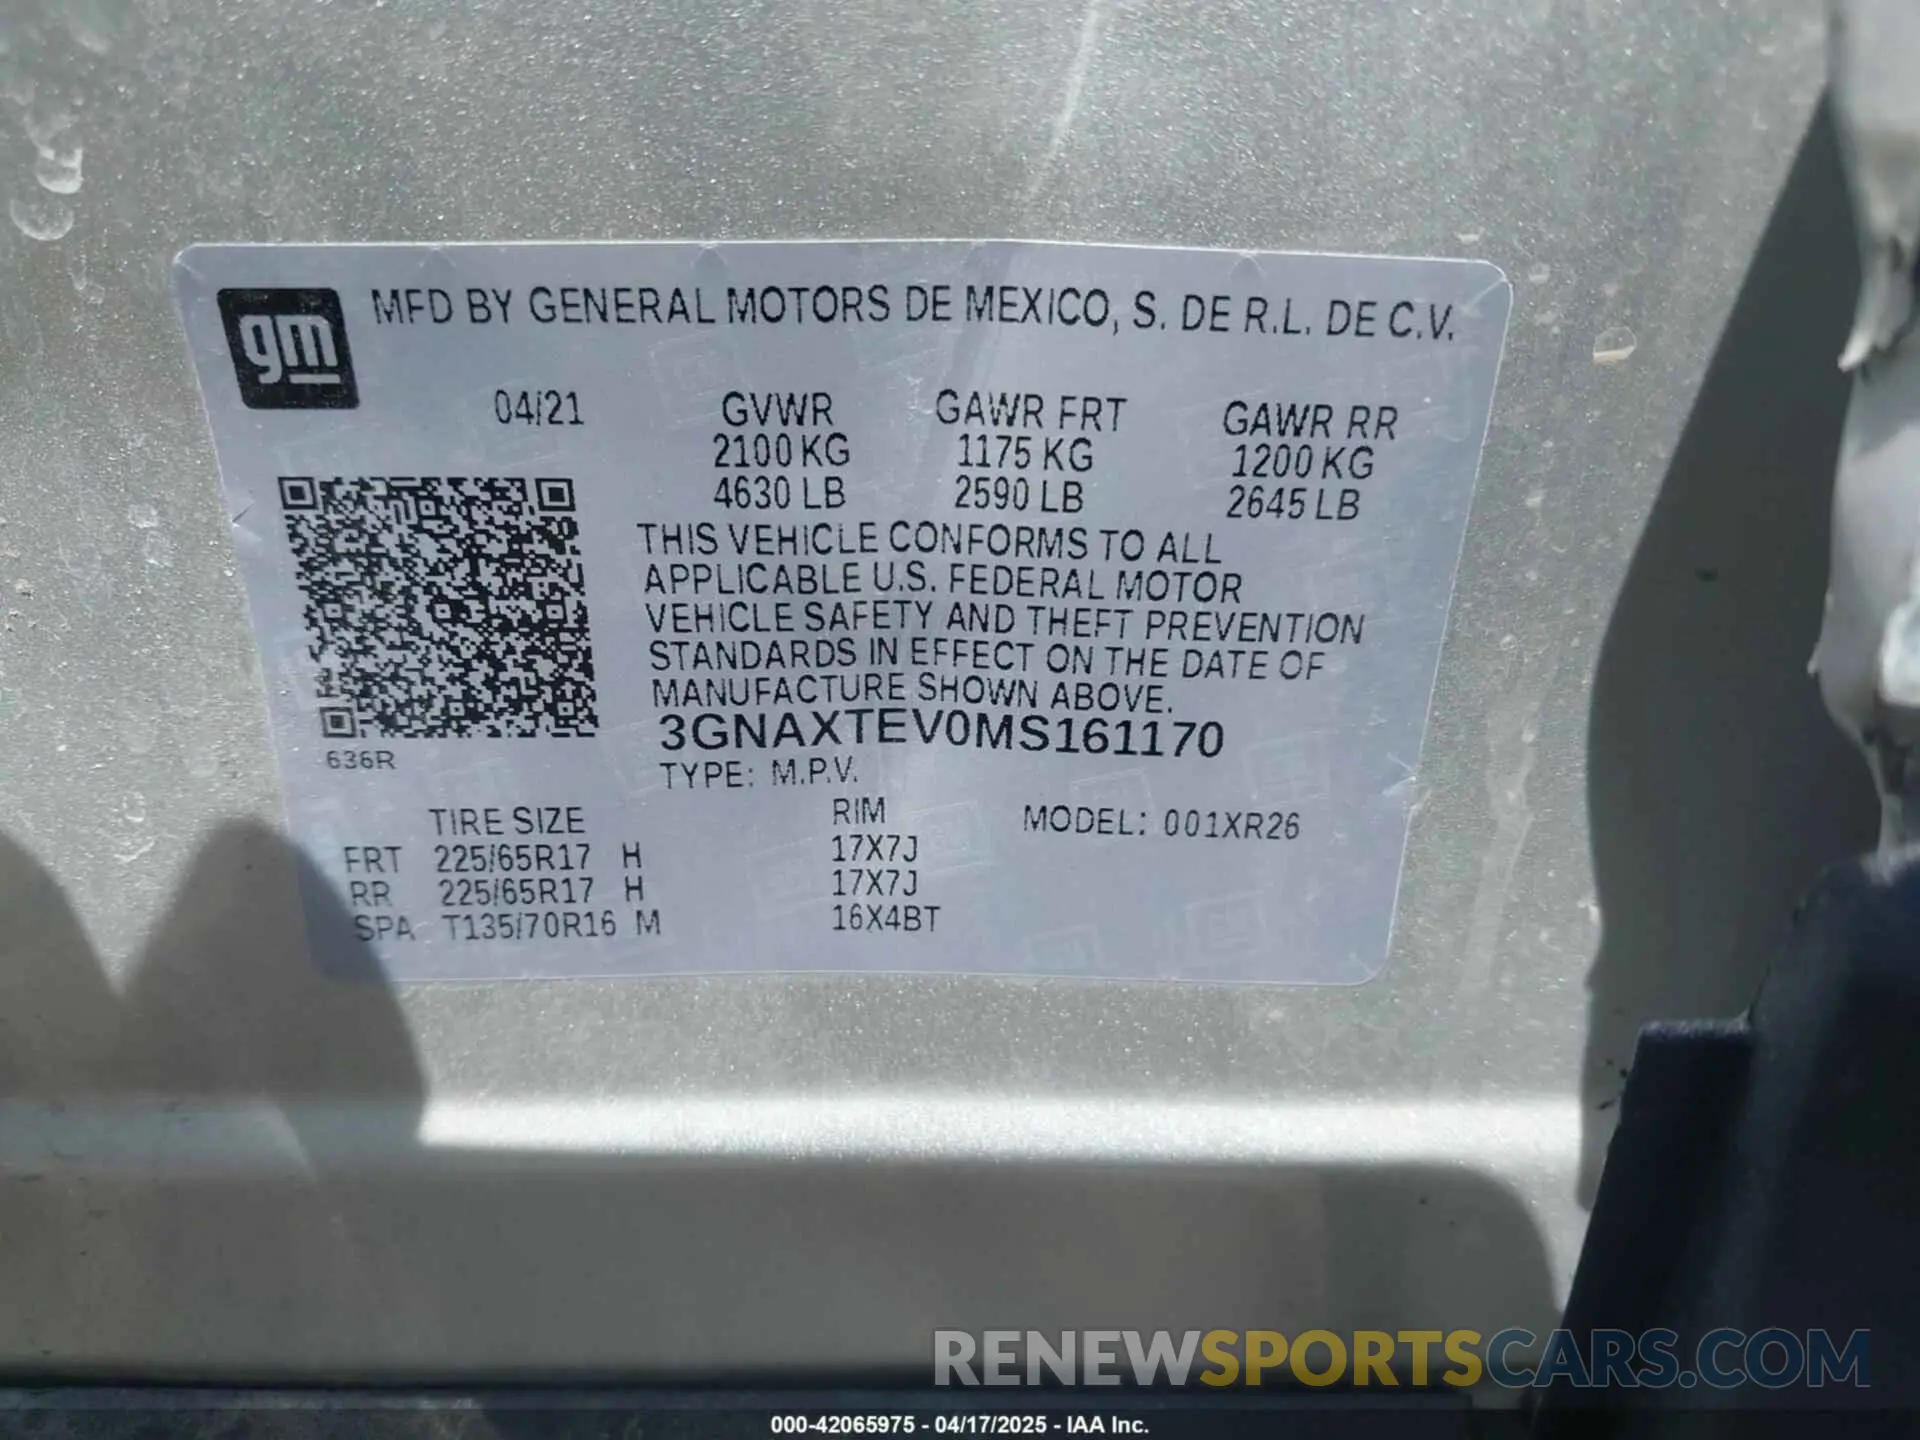 gm
MFD BY GENERAL MOTORS DE MEXICO, S. DE R.L. DE C.V.
04/21 GVWR GAWR FRT GAWR RR
2100 KG 1175 KG 1200 KG
4630 LB 2590 LB 2645 LB
THIS VEHICLE CONFORMS TO ALL
APPLICABLE U.S. FEDERAL MOTOR
VEHICLE SAFETY AND THEFT PREVENTION
STANDARDS IN EFFECT ON THE DATE OF
MANUFACTURE SHOWN ABOVE.
3GNAXTEV0MS161170
636R
TYPE: M.P.V.
TIRE SIZE RIM MODEL: 001XR26
FRT 225/65R17 H 17X7J
RR 225/65R17 H 17X7J
SPA T135/70R16 M 16X4BT
RENEWSPORTSCARS.COM
000-42065975 - 04/17/2025 - IAA Inc.